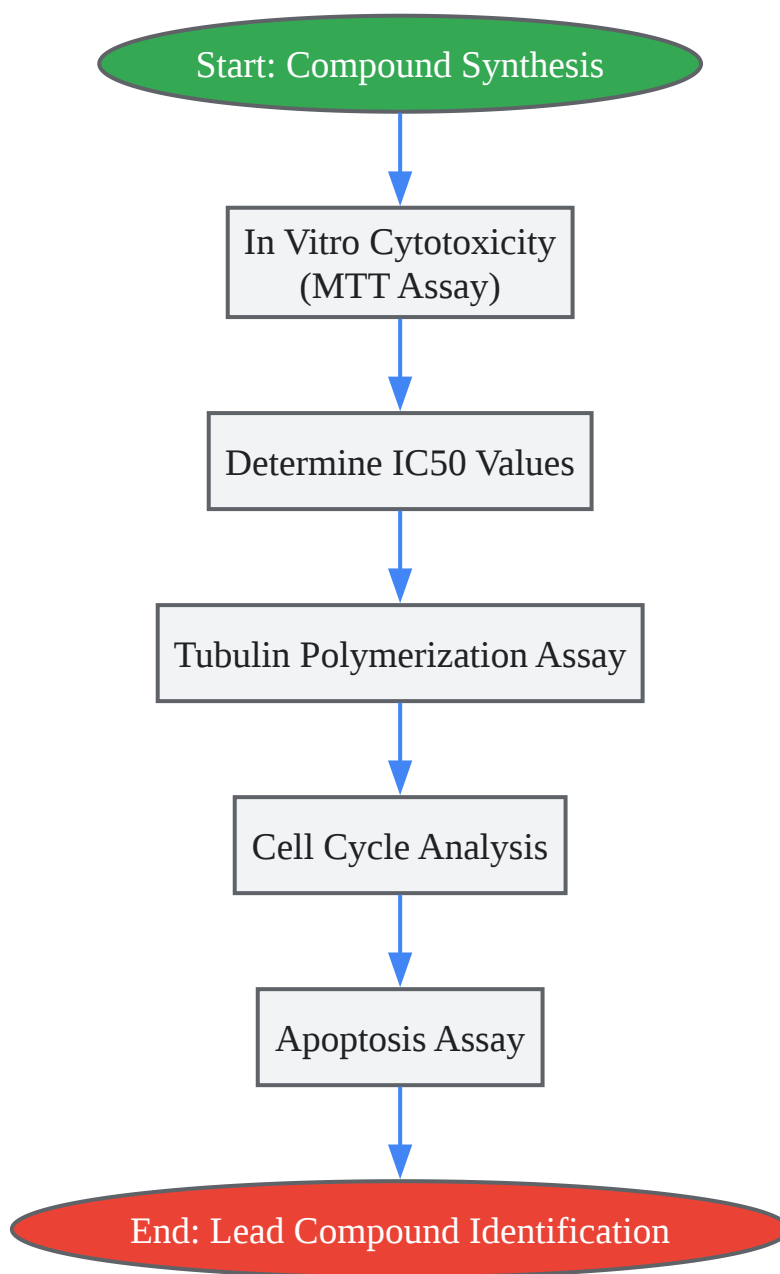 Start: Compound Synthesis
In Vitro Cytotoxicity
(MTT Assay)
Determine IC50 Values
Tubulin Polymerization Assay
Cell Cycle Analysis
Apoptosis Assay
End: Lead Compound Identification